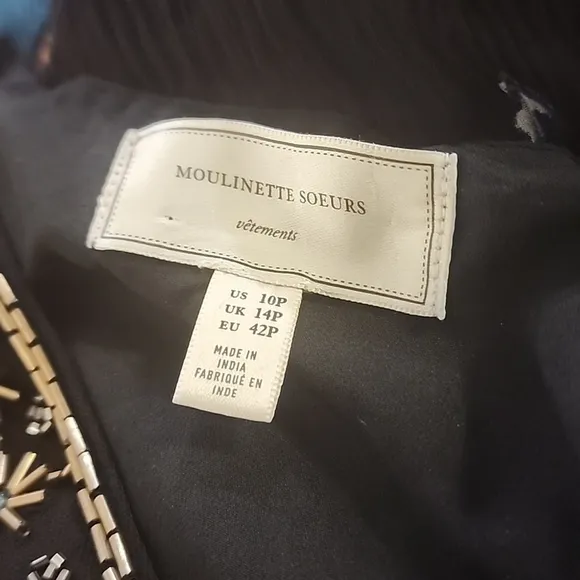 MOULINETTE SOEURS
vêtements
US 10P
UK 14P
EU 42P
MADE IN
INDIA
FABRIQUÉ EN
INDE